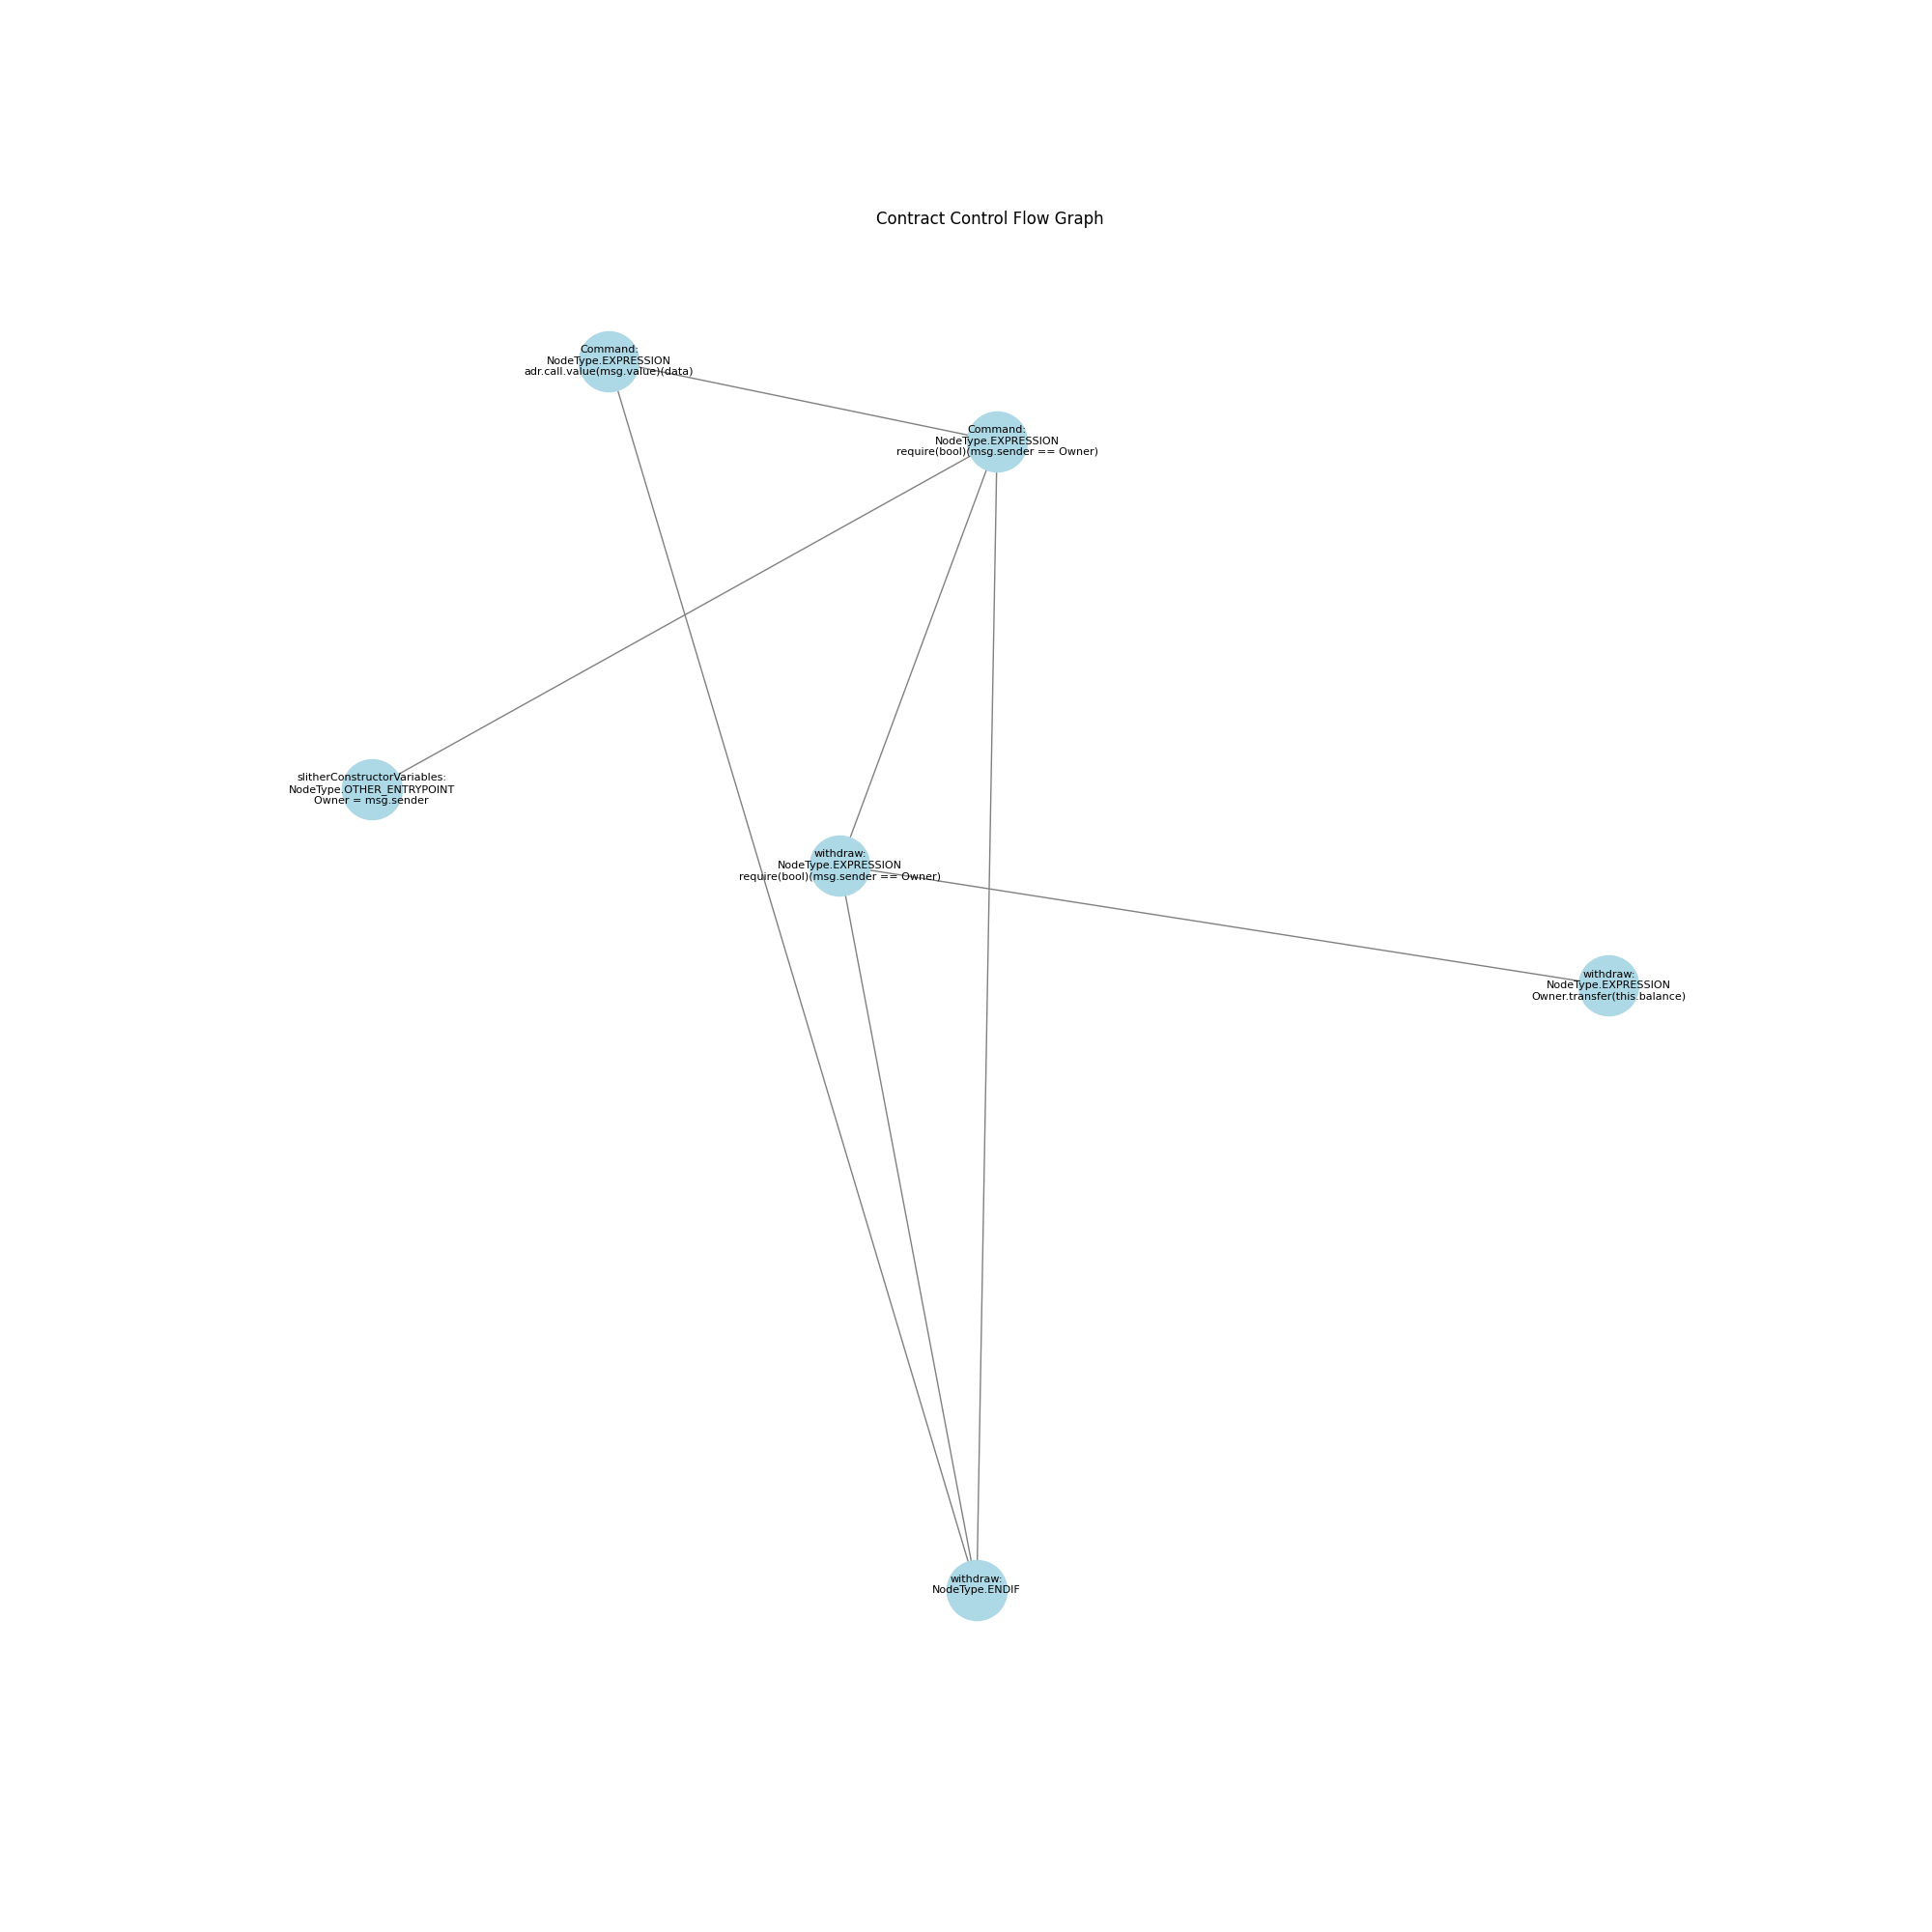 Contract Control Flow Graph
Command:
NodeType.EXPRESSION
adr.call.value(msg.value)(data)
Command:
NodeType.EXPRESSION
require(bool)(msg.sender == Owner)
slitherConstructorVariables:
NodeType.OTHER_ENTRYPOINT
Owner = msg.sender
withdraw:
NodeType.EXPRESSION
require(bool)(msg.sender == Owner)
withdraw:
NodeType.EXPRESSION
Owner.transfer(this.balance)
withdraw:
NodeType.ENDIF